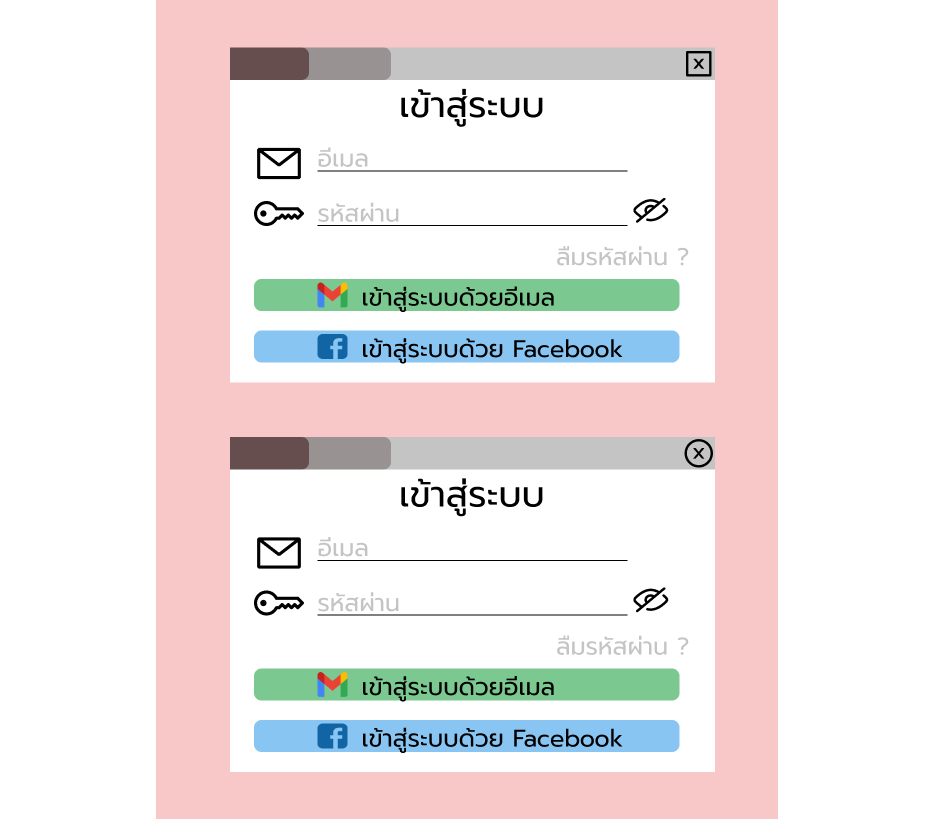 x
เข้าสู่ระบบ
อีเมล
รหัสผ่าน
ลืมรหัสผ่าน ?
เข้าสู่ระบบด้วยอีเมล
เข้าสู่ระบบด้วย Facebook
x
เข้าสู่ระบบ
อีเมล
รหัสผ่าน
ลืมรหัสผ่าน ?
เข้าสู่ระบบด้วยอีเมล
เข้าสู่ระบบด้วย Facebook